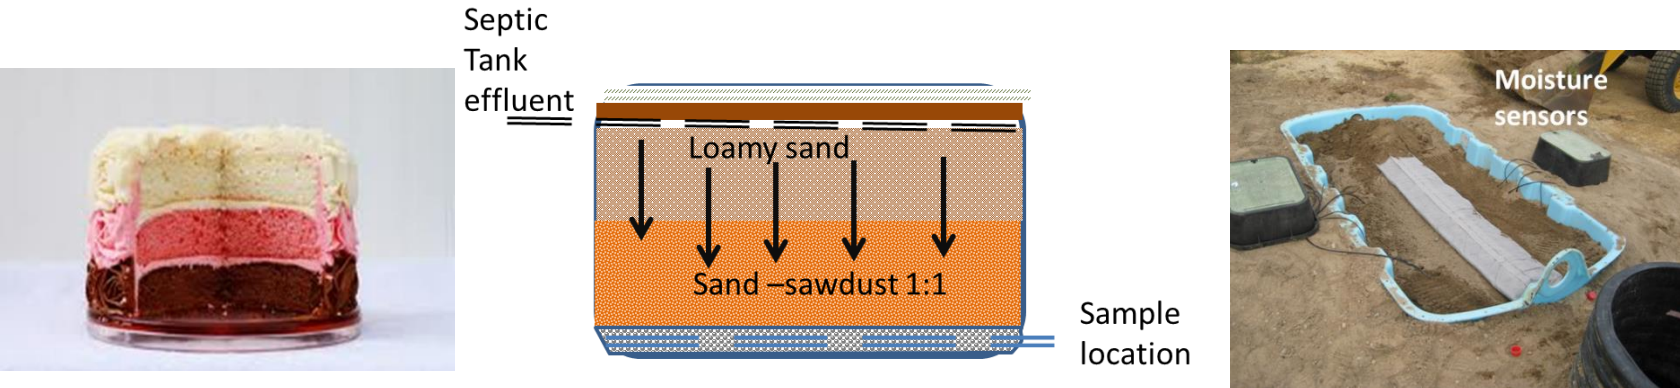 Septic
Tank
effluent
Loamy sand
Sand –sawdust 1:1
Sample
location
Moisture
sensors